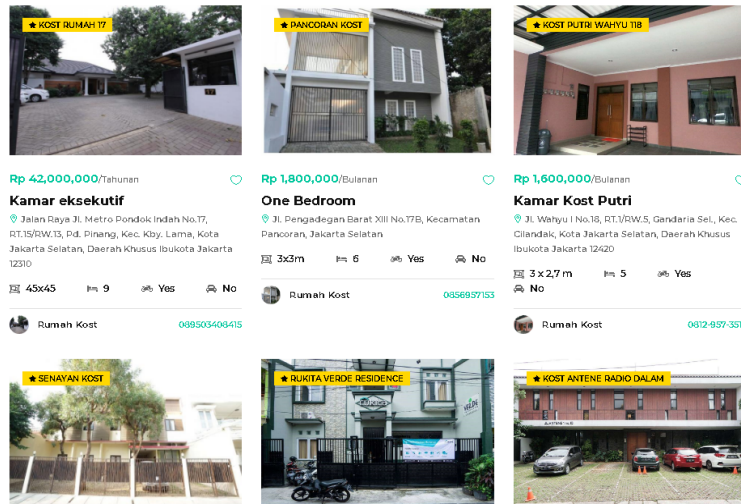 KOST RUMAH 17
PANCORAN KOST
KOST PUTRI WAHYU 118
17
Rp 42,000,000/Tahunan
Kamar eksekutif
Jalan Raya Jl. Metro Pondok Indah No.17,
RT.15/RW.13, Pd. Pinang, Kec. Kby. Lama, Kota
Jakarta Selatan, Daerah Khusus Ibukota Jakarta
12310
45x45 9 Yes No
Rumah Kost 089503408415
Rp 1,800,000/Bulanan
One Bedroom
Jl. Pengadegan Barat XIII No.17B, Kecamatan
Pancoran, Jakarta Selatan
3x3m 6 Yes No
Rumah Kost 0856957153
Rp 1,600,000/Bulanan
Kamar Kost Putri
Jl. Wahyu I No.18, RT.1/RW.5, Gandaria Sel., Kec.
Cilandak, Kota Jakarta Selatan, Daerah Khusus
Ibukota Jakarta 12420
3 x 2,7 m 5 Yes
No
Rumah Kost 0812-957-351
SENAYAN KOST
RUKITA VERDE RESIDENCE
KOST ANTENE RADIO DALAM